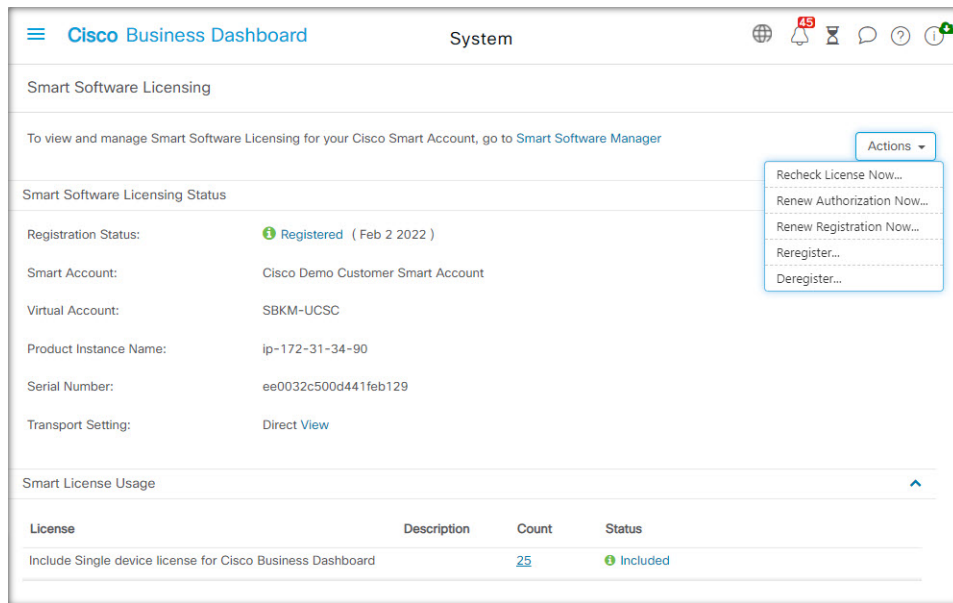 Cisco Business Dashboard
System
45
Smart Software Licensing
To view and manage Smart Software Licensing for your Cisco Smart Account, go to Smart Software Manager
Actions
Recheck License Now...
Renew Authorization Now...
Renew Registration Now...
Reregister...
Deregister...
Smart Software Licensing Status
Registration Status: Registered ( Feb 2 2022 )
Smart Account: Cisco Demo Customer Smart Account
Virtual Account: SBKM-UCSC
Product Instance Name: ip-172-31-34-90
Serial Number: ee0032c500d441feb129
Transport Setting: Direct View
Smart License Usage
License Description Count Status
Include Single device license for Cisco Business Dashboard 25 Included